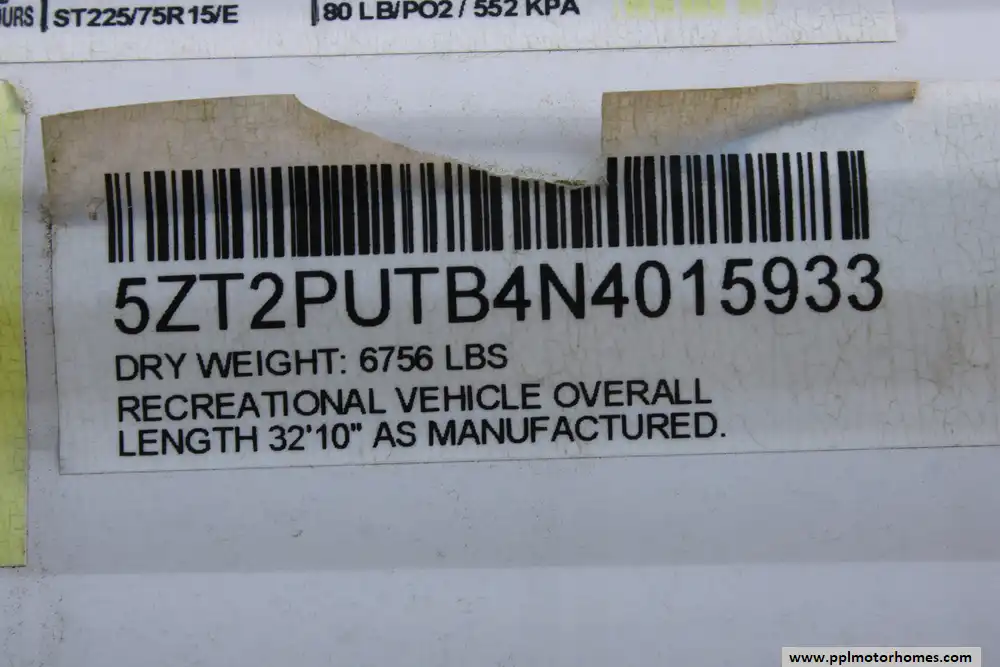 ST225/75R15/E 80 LB/PO2 / 552 KPA
5ZT2PUTB4N4015933
DRY WEIGHT: 6756 LBS
RECREATIONAL VEHICLE OVERALL
LENGTH 32'10" AS MANUFACTURED.
www.pplmotorhomes.com